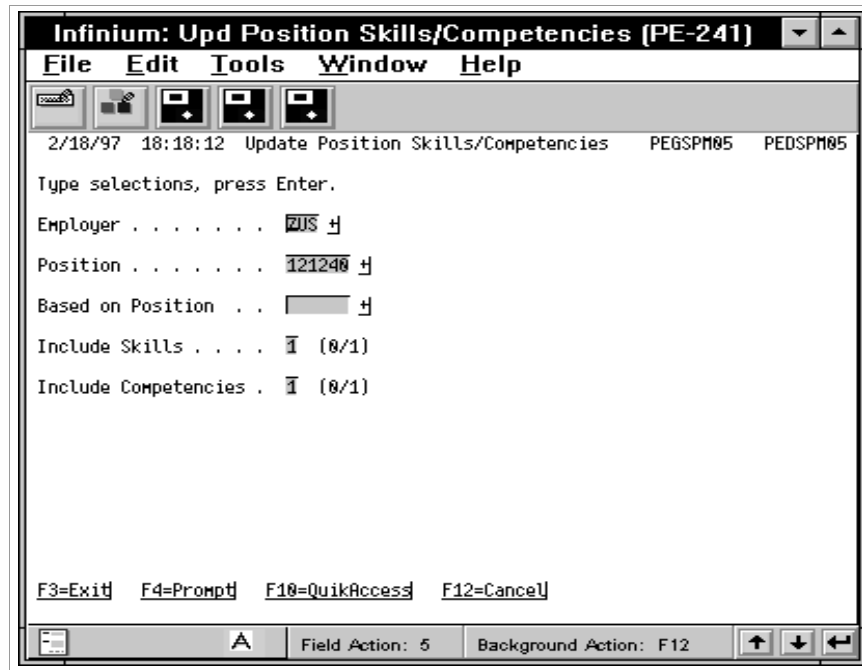 Infinium: Upd Position Skills/Competencies (PE-241)
File Edit Tools Window Help
2/18/97 18:18:12 Update Position Skills/Competencies PEGSPM05 PEDSPM05
Type selections, press Enter.
Employer . . . . . . . ZUS +
Position . . . . . . . 121240 +
Based on Position . . +
Include Skills . . . . 1 (0/1)
Include Competencies . 1 (0/1)
F3=Exit F4=Prompt F10=QuikAccess F12=Cancel
A Field Action: 5 Background Action: F12